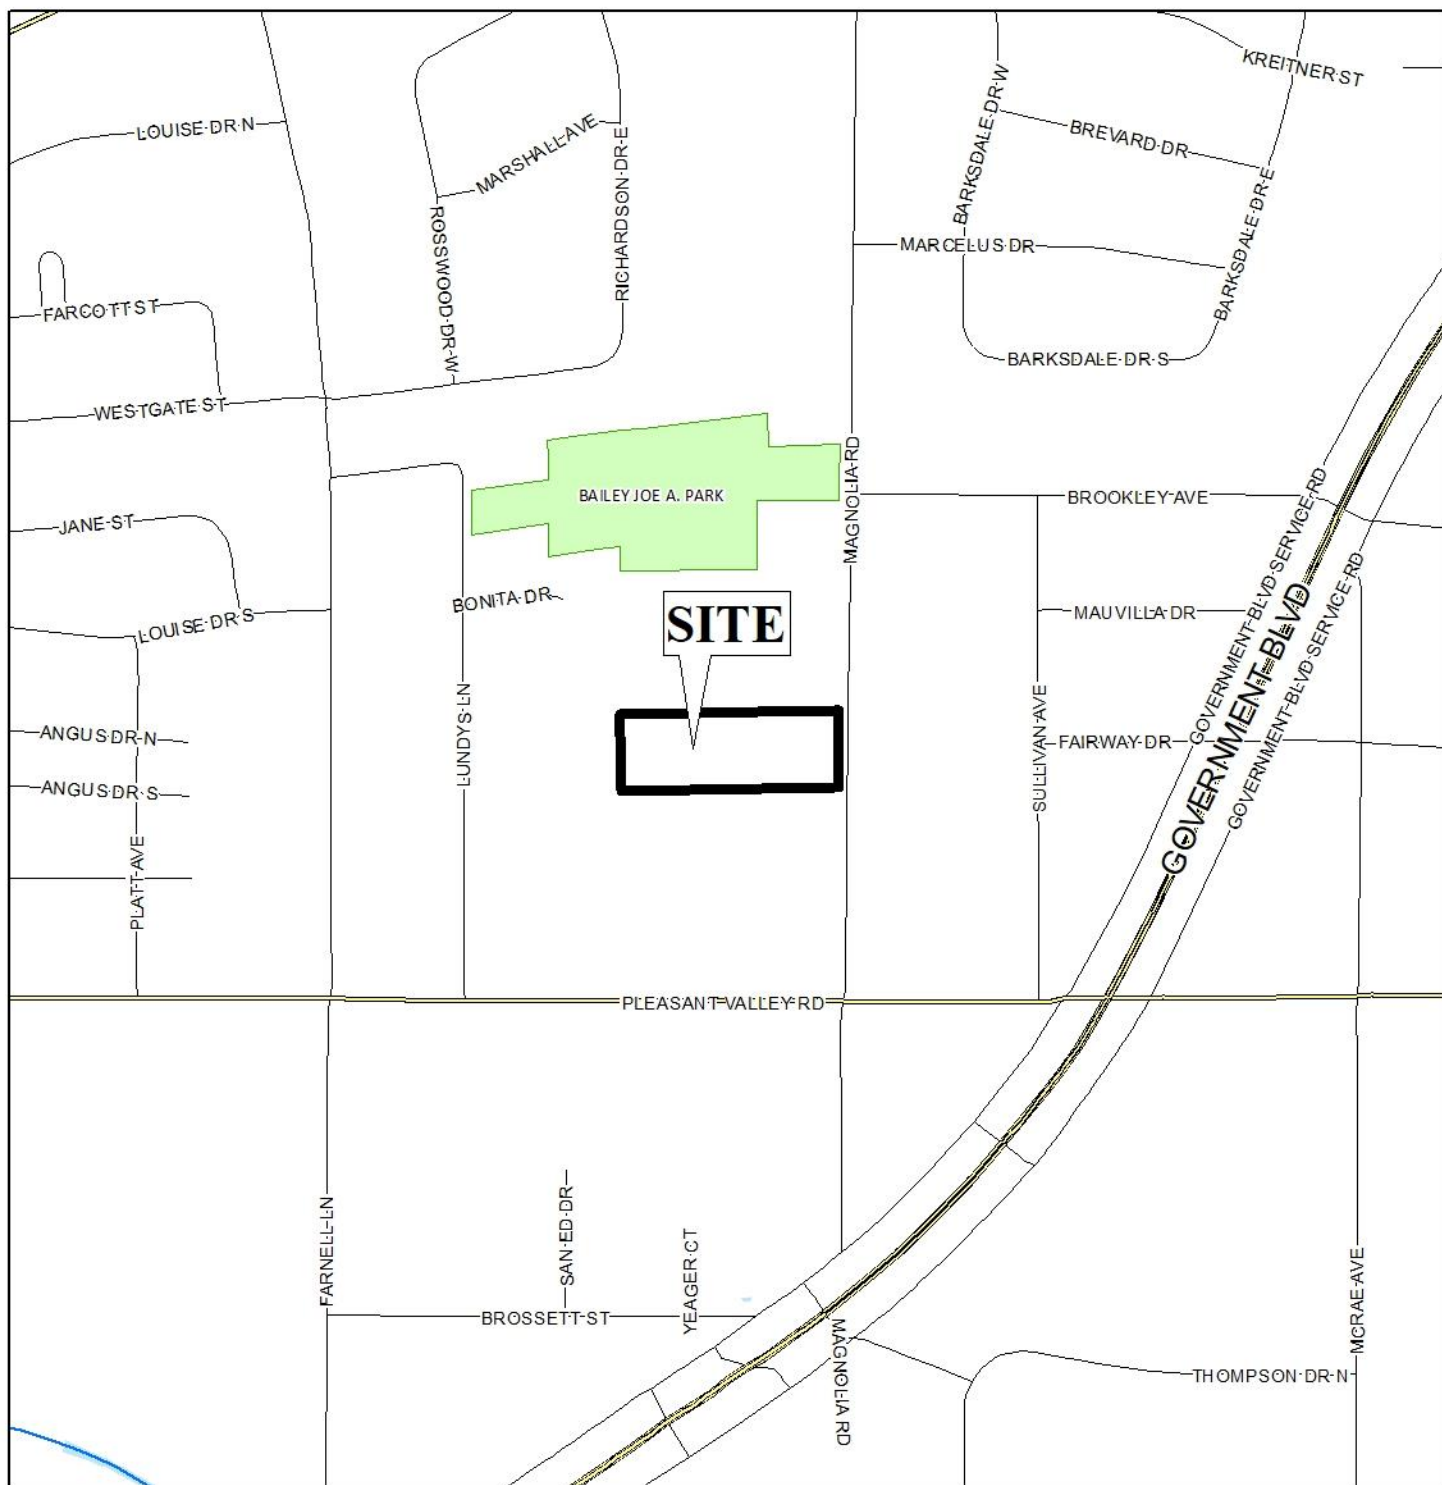 KREITNER ST
LOUISE DR N
MARSHALL AVE
BREVARD DR
BARKSDALE DR W
RICHARDSON DR E
ROSSWOOD DR W
BARKSDALE DR E
MARCELUS DR
FARCOTT ST
BARKSDALE DR S
WESTGATE ST
BAILEY JOE A. PARK
MAGNOLIA RD
BROOKLEY AVE
JANE ST
GOVERNMENT BLVD SERVICE RD
GOVERNMENT BLVD
GOVERNMENT BLVD SERVICE RD
BONITA DR
MAUVILLA DR
LOUISE DR S
SITE
LUNDYS LN
SULLIVAN AVE
ANGUS DR N
FAIRWAY DR
ANGUS DR S
PLATT AVE
PLEASANT VALLEY RD
FARNELL LN
SAN ED DR
YEAGER CT
BROSSETT ST
MAGNOLIA RD
MCRAE AVE
THOMPSON DR N